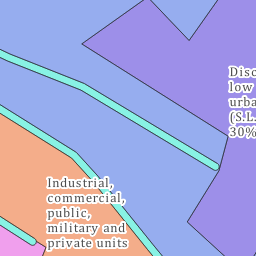 Disc
low
urba
(S.L.
30%
Industrial,
commercial,
public,
military and
private units